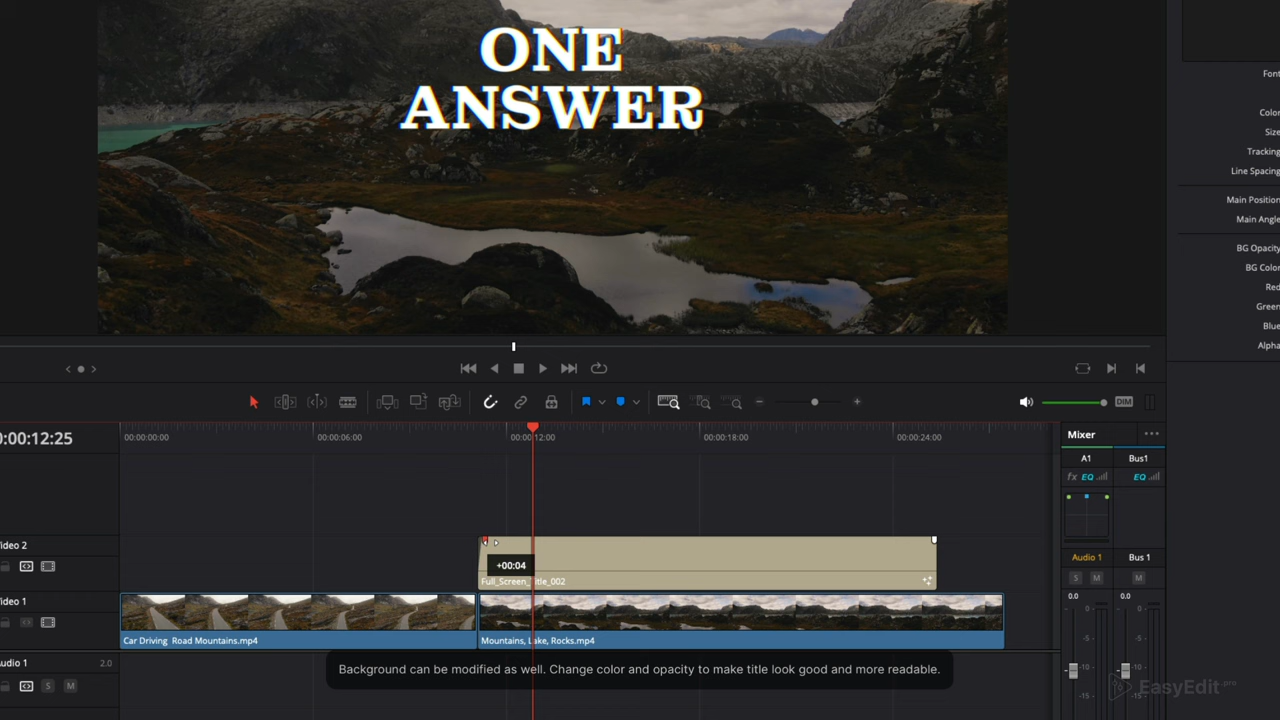 ONE
ANSWER
Font
Color
Size
Tracking
Line Spacing
Main Position
Main Angle
BG Opacity
BG Color
Red
Green
Blue
Alpha
DIM
0:00:12:25
00:00:00:00
00:00:06:00
00:00:12:00
00:00:18:00
00:00:24:00
Mixer
A1
Bus1
fx EQ
EQ
ideo 2
+00:04
Full_Screen_Title_002
Audio 1
Bus 1
S M
M
ideo 1
0.0
0.0
-5
-5
-10
-10
-15
-15
Car Driving Road Mountains.mp4
Mountains, Lake, Rocks.mp4
udio 1
2.0
S M
Background can be modified as well. Change color and opacity to make title look good and more readable.
EasyEdit.pro